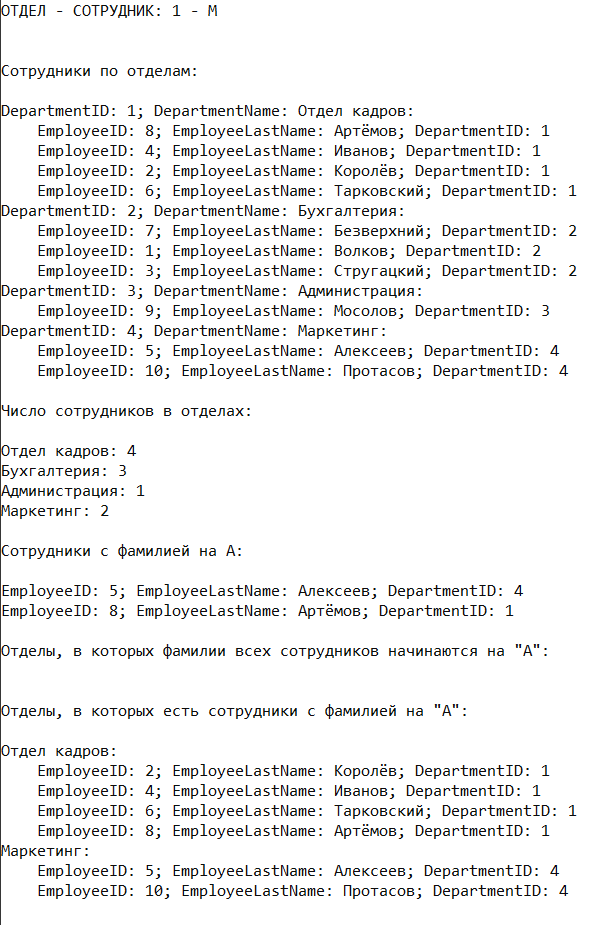 ОТДЕЛ - СОТРУДНИК: 1 - М
Сотрудники по отделам:
DepartmentID: 1; DepartmentName: Отдел кадров:
EmployeeID: 8; EmployeeLastName: Артёмов; DepartmentID: 1
EmployeeID: 4; EmployeeLastName: Иванов; DepartmentID: 1
EmployeeID: 2; EmployeeLastName: Королёв; DepartmentID: 1
EmployeeID: 6; EmployeeLastName: Тарковский; DepartmentID: 1
DepartmentID: 2; DepartmentName: Бухгалтерия:
EmployeeID: 7; EmployeeLastName: Безверхний; DepartmentID: 2
EmployeeID: 1; EmployeeLastName: Волков; DepartmentID: 2
EmployeeID: 3; EmployeeLastName: Стругацкий; DepartmentID: 2
DepartmentID: 3; DepartmentName: Администрация:
EmployeeID: 9; EmployeeLastName: Мосолов; DepartmentID: 3
DepartmentID: 4; DepartmentName: Маркетинг:
EmployeeID: 5; EmployeeLastName: Алексеев; DepartmentID: 4
EmployeeID: 10; EmployeeLastName: Протасов; DepartmentID: 4
Число сотрудников в отделах:
Отдел кадров: 4
Бухгалтерия: 3
Администрация: 1
Маркетинг: 2
Сотрудники с фамилией на А:
EmployeeID: 5; EmployeeLastName: Алексеев; DepartmentID: 4
EmployeeID: 8; EmployeeLastName: Артёмов; DepartmentID: 1
Отделы, в которых фамилии всех сотрудников начинаются на "А":
Отделы, в которых есть сотрудники с фамилией на "А":
Отдел кадров:
EmployeeID: 2; EmployeeLastName: Королёв; DepartmentID: 1
EmployeeID: 4; EmployeeLastName: Иванов; DepartmentID: 1
EmployeeID: 6; EmployeeLastName: Тарковский; DepartmentID: 1
EmployeeID: 8; EmployeeLastName: Артёмов; DepartmentID: 1
Маркетинг:
EmployeeID: 5; EmployeeLastName: Алексеев; DepartmentID: 4
EmployeeID: 10; EmployeeLastName: Протасов; DepartmentID: 4